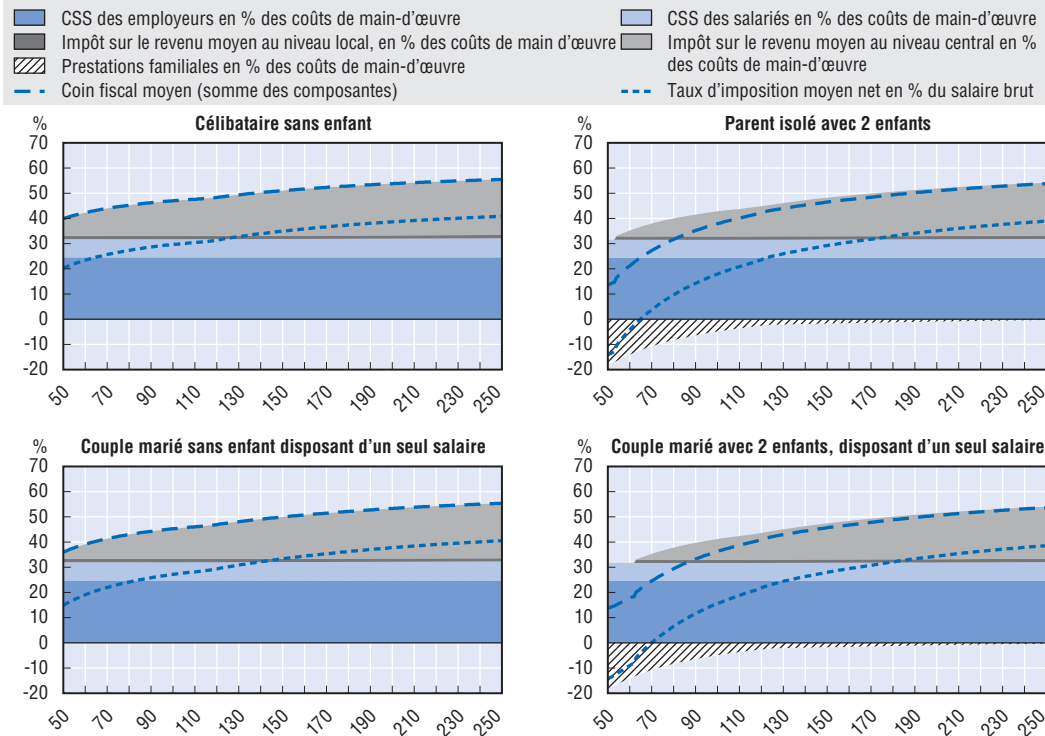 CSS des employeurs en % des coûts de main-d'œuvre
CSS des salariés en % des coûts de main-d'œuvre
Impôt sur le revenu moyen au niveau local, en % des coûts de main d'œuvre
Impôt sur le revenu moyen au niveau central en %
des coûts de main-d'œuvre
Prestations familiales en % des coûts de main-d'œuvre
Coin fiscal moyen (somme des composantes)
Taux d'imposition moyen net en % du salaire brut
%
Célibataire sans enfant
70
60
50
40
30
20
10
0
-10
-20
50 70 90 110 130 150 170 190 210 230 250
%
Parent isolé avec 2 enfants
70
60
50
40
30
20
10
0
-10
-20
50 70 90 110 130 150 170 190 210 230 250
%
Couple marié sans enfant disposant d'un seul salaire
70
60
50
40
30
20
10
0
-10
-20
50 70 90 110 130 150 170 190 210 230 250
%
Couple marié avec 2 enfants, disposant d'un seul salaire
70
60
50
40
30
20
10
0
-10
-20
50 70 90 110 130 150 170 190 210 230 250